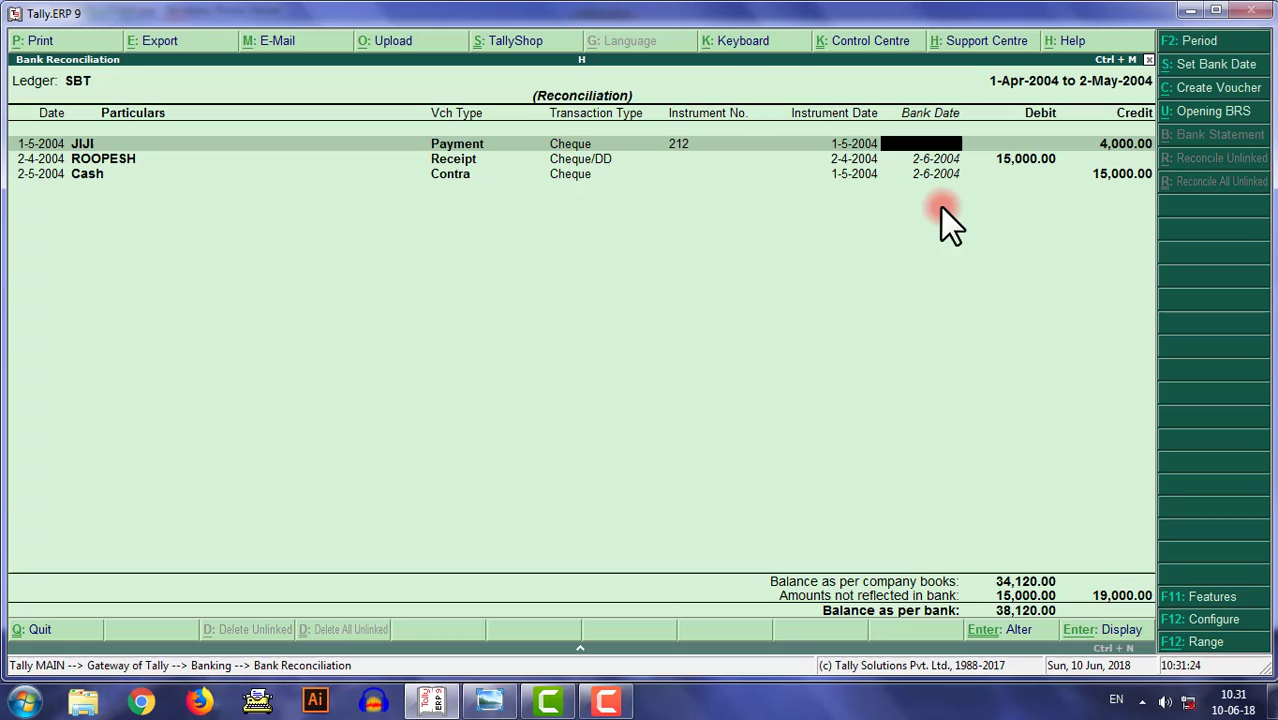 Tally.ERP 9
P: Print E: Export M: E-Mail O: Upload S: TallyShop G: Language K: Keyboard K: Control Centre H: Support Centre H: Help
F2: Period
Bank Reconciliation H Ctrl + M
S: Set Bank Date
Ledger: SBT 1-Apr-2004 to 2-May-2004
C: Create Voucher
(Reconciliation)
U: Opening BRS
Date Particulars Vch Type Transaction Type Instrument No. Instrument Date Bank Date Debit Credit
B: Bank Statement
1-5-2004 JIJI Payment Cheque 212 1-5-2004 4,000.00
2-4-2004 ROOPESH Receipt Cheque/DD 2-4-2004 2-6-2004 15,000.00
R: Reconcile Unlinked
2-5-2004 Cash Contra Cheque 1-5-2004 2-6-2004 15,000.00
R: Reconcile All Unlinked
Balance as per company books: 34,120.00
Amounts not reflected in bank: 15,000.00 19,000.00
F11: Features
Balance as per bank: 38,120.00
F12: Configure
Q: Quit D: Delete Unlinked D: Delete All Unlinked Enter: Alter Enter: Display
F12: Range
Ctrl + N
Tally MAIN --> Gateway of Tally --> Banking --> Bank Reconciliation (c) Tally Solutions Pvt. Ltd., 1988-2017 Sun, 10 Jun, 2018 10:31:24
Ai
Tally
ERP 9
EN
10.31
10-06-18